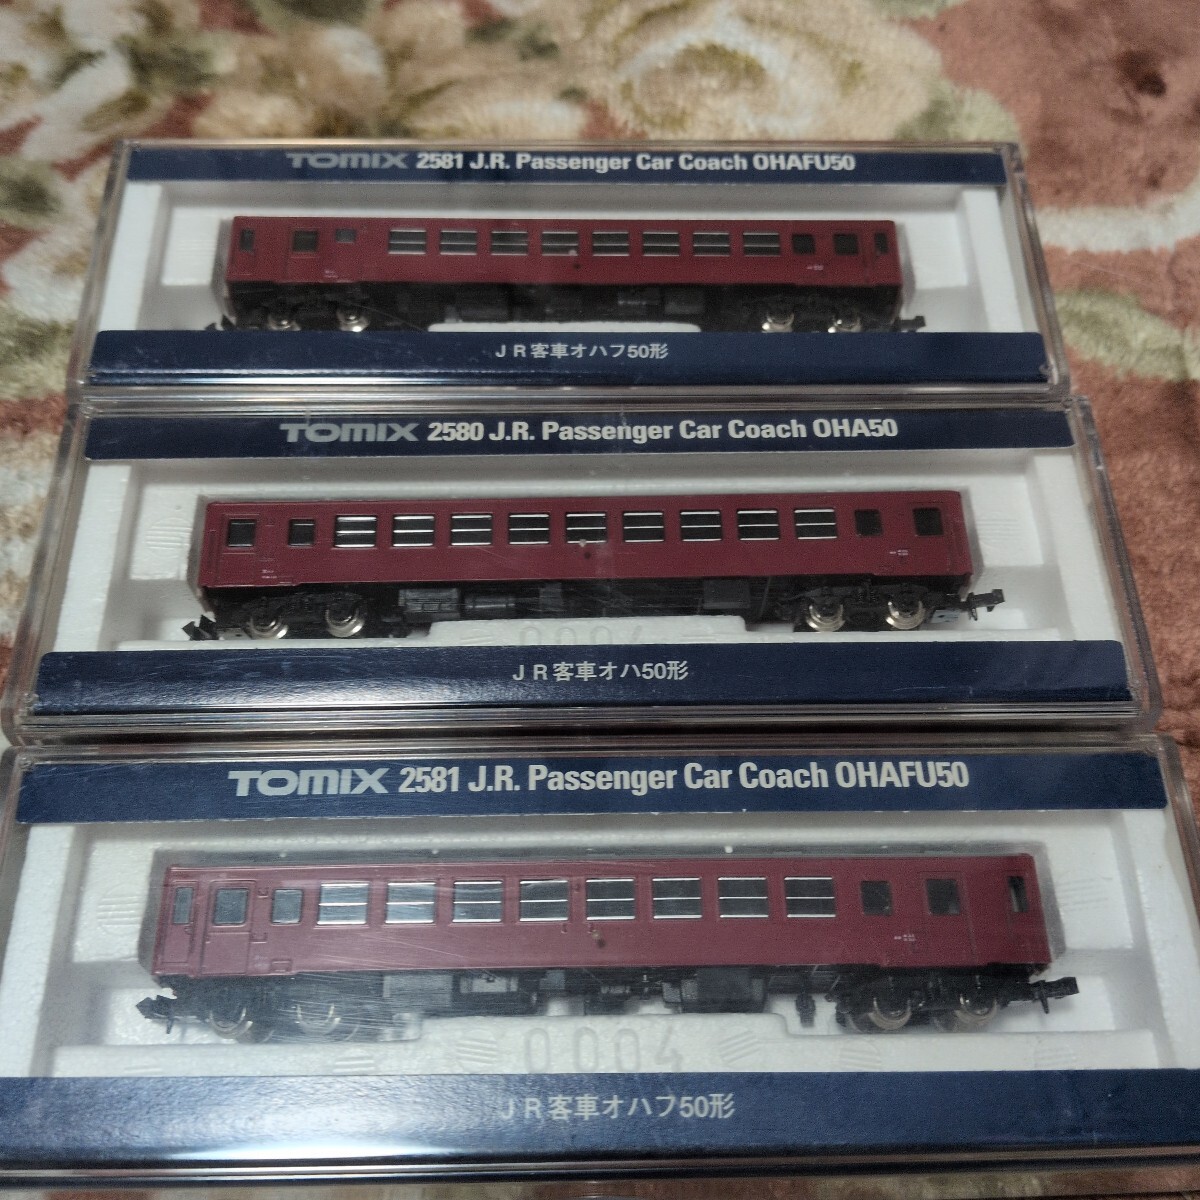 TOMIX 2581 J.R. Passenger Car Coach OHAFU50
JR客車オハフ50形
TOMIX 2580 J.R. Passenger Car Coach OHA50
0004
JR客車オハ50形
TOMIX 2581 J.R. Passenger Car Coach OHAFU50
0004
JR客車オハフ50形